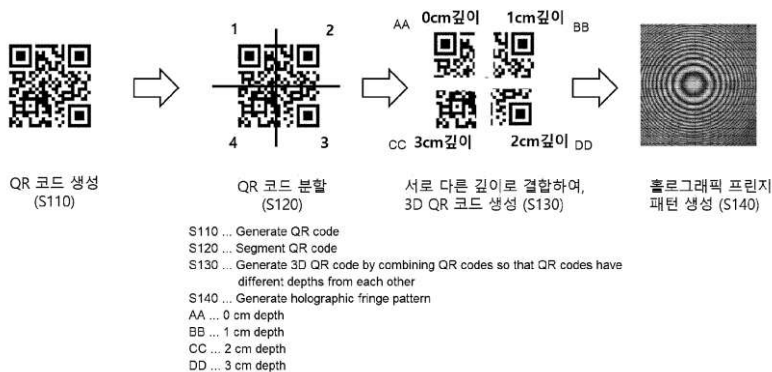 1 2
AA 0cm깊이 1cm깊이 BB
4 3
CC 3cm깊이 2cm깊이 DD
QR 코드 생성
(S110)
QR 코드 분할
(S120)
서로 다른 깊이로 결합하여,
3D QR 코드 생성 (S130)
홀로그래픽 프린지
패턴 생성 (S140)
S110 ... Generate QR code
S120 ... Segment QR code
S130 ... Generate 3D QR code by combining QR codes so that QR codes have
different depths from each other
S140 ... Generate holographic fringe pattern
AA ... 0 cm depth
BB ... 1 cm depth
CC ... 2 cm depth
DD ... 3 cm depth